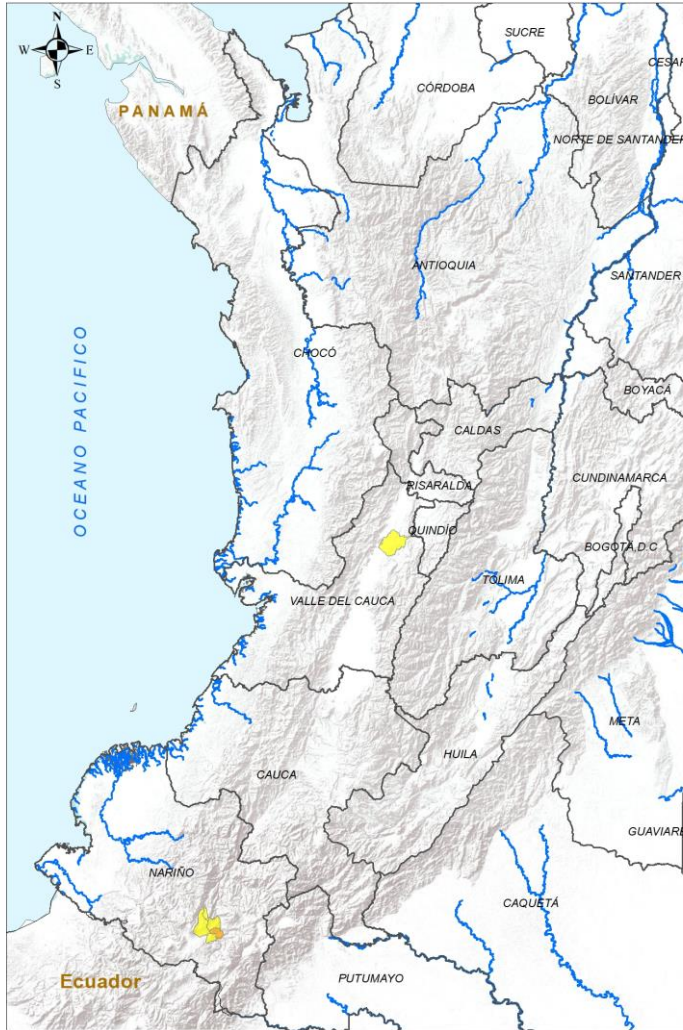 N
W E
S
SUCRE
CESAR
CÓRDOBA
BOLÍVAR
PANAMÁ
NORTE DE SANTANDER
ANTIOQUIA
SANTANDER
OCEANO PACIFICO
CHOCÓ
BOYACÁ
CALDAS
CUNDINAMARCA
RISARALDA
QUINDÍO
BOGOTÁ D.C
TOLIMA
VALLE DEL CAUCA
META
HUILA
CAUCA
GUAVIARE
NARIÑO
CAQUETÁ
Ecuador
PUTUMAYO